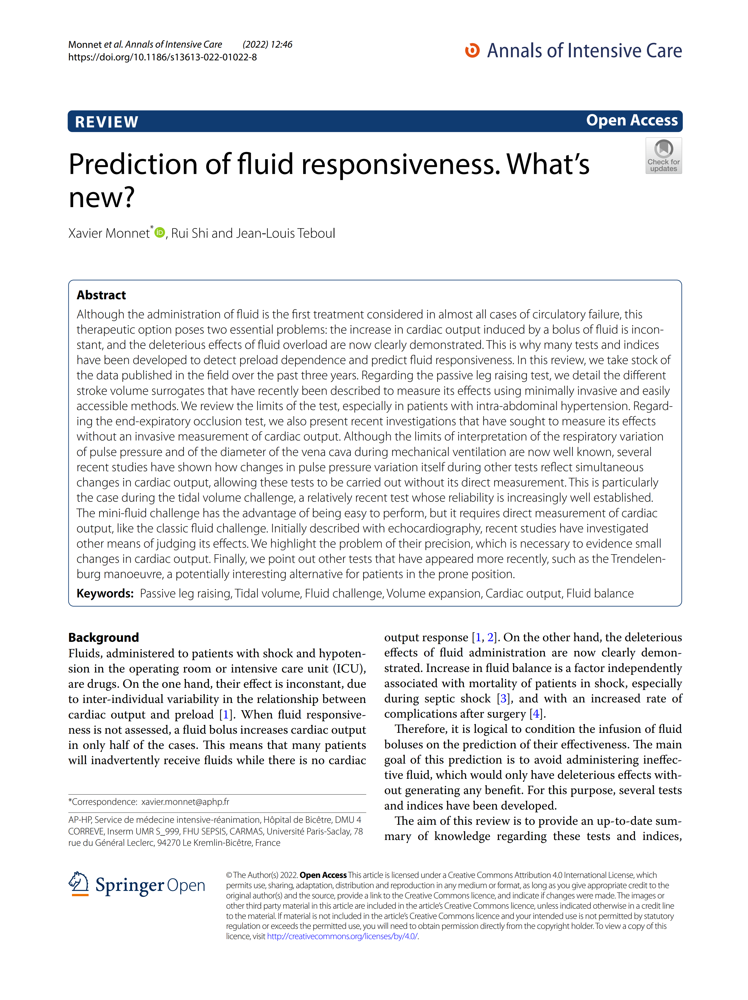 Monnet et al. Annals of Intensive Care (2022) 12:46
https://doi.org/10.1186/s13613-022-01022-8
Annals of Intensive Care
REVIEW
Open Access
Check for
updates
Prediction of fluid responsiveness. What's
new?
Xavier Monnet* iD, Rui Shi and Jean-Louis Teboul
Abstract
Although the administration of fluid is the first treatment considered in almost all cases of circulatory failure, this
therapeutic option poses two essential problems: the increase in cardiac output induced by a bolus of fluid is incon-
stant, and the deleterious effects of fluid overload are now clearly demonstrated. This is why many tests and indices
have been developed to detect preload dependence and predict fluid responsiveness. In this review, we take stock of
the data published in the field over the past three years. Regarding the passive leg raising test, we detail the different
stroke volume surrogates that have recently been described to measure its effects using minimally invasive and easily
accessible methods. We review the limits of the test, especially in patients with intra-abdominal hypertension. Regard-
ing the end-expiratory occlusion test, we also present recent investigations that have sought to measure its effects
without an invasive measurement of cardiac output. Although the limits of interpretation of the respiratory variation
of pulse pressure and of the diameter of the vena cava during mechanical ventilation are now well known, several
recent studies have shown how changes in pulse pressure variation itself during other tests reflect simultaneous
changes in cardiac output, allowing these tests to be carried out without its direct measurement. This is particularly
the case during the tidal volume challenge, a relatively recent test whose reliability is increasingly well established.
The mini-fluid challenge has the advantage of being easy to perform, but it requires direct measurement of cardiac
output, like the classic fluid challenge. Initially described with echocardiography, recent studies have investigated
other means of judging its effects. We highlight the problem of their precision, which is necessary to evidence small
changes in cardiac output. Finally, we point out other tests that have appeared more recently, such as the Trendelen-
burg manoeuvre, a potentially interesting alternative for patients in the prone position.
Keywords: Passive leg raising, Tidal volume, Fluid challenge, Volume expansion, Cardiac output, Fluid balance
Background
Fluids, administered to patients with shock and hypoten-
sion in the operating room or intensive care unit (ICU),
are drugs. On the one hand, their effect is inconstant, due
to inter-individual variability in the relationship between
cardiac output and preload [1]. When fluid responsive-
ness is not assessed, a fluid bolus increases cardiac output
in only half of the cases. This means that many patients
will inadvertently receive fluids while there is no cardiac
output response [1, 2]. On the other hand, the deleterious
effects of fluid administration are now clearly demon-
strated. Increase in fluid balance is a factor independently
associated with mortality of patients in shock, especially
during septic shock [3], and with an increased rate of
complications after surgery [4].
Therefore, it is logical to condition the infusion of fluid
boluses on the prediction of their effectiveness. The main
goal of this prediction is to avoid administering ineffec-
tive fluid, which would only have deleterious effects with-
out generating any benefit. For this purpose, several tests
and indices have been developed.
The aim of this review is to provide an up-to-date sum-
mary of knowledge regarding these tests and indices,
*Correspondence: xavier.monnet@aphp.fr
AP-HP, Service de médecine intensive-réanimation, Hôpital de Bicêtre, DMU 4
CORREVE, Inserm UMR S_999, FHU SEPSIS, CARMAS, Université Paris-Saclay, 78
rue du Général Leclerc, 94270 Le Kremlin-Bicêtre, France
Springer Open
© The Author(s) 2022. Open Access This article is licensed under a Creative Commons Attribution 4.0 International License, which
permits use, sharing, adaptation, distribution and reproduction in any medium or format, as long as you give appropriate credit to the
original author(s) and the source, provide a link to the Creative Commons licence, and indicate if changes were made. The images or
other third party material in this article are included in the article's Creative Commons licence, unless indicated otherwise in a credit line
to the material. If material is not included in the article's Creative Commons licence and your intended use is not permitted by statutory
regulation or exceeds the permitted use, you will need to obtain permission directly from the copyright holder. To view a copy of this
licence, visit http://creativecommons.org/licenses/by/4.0/.